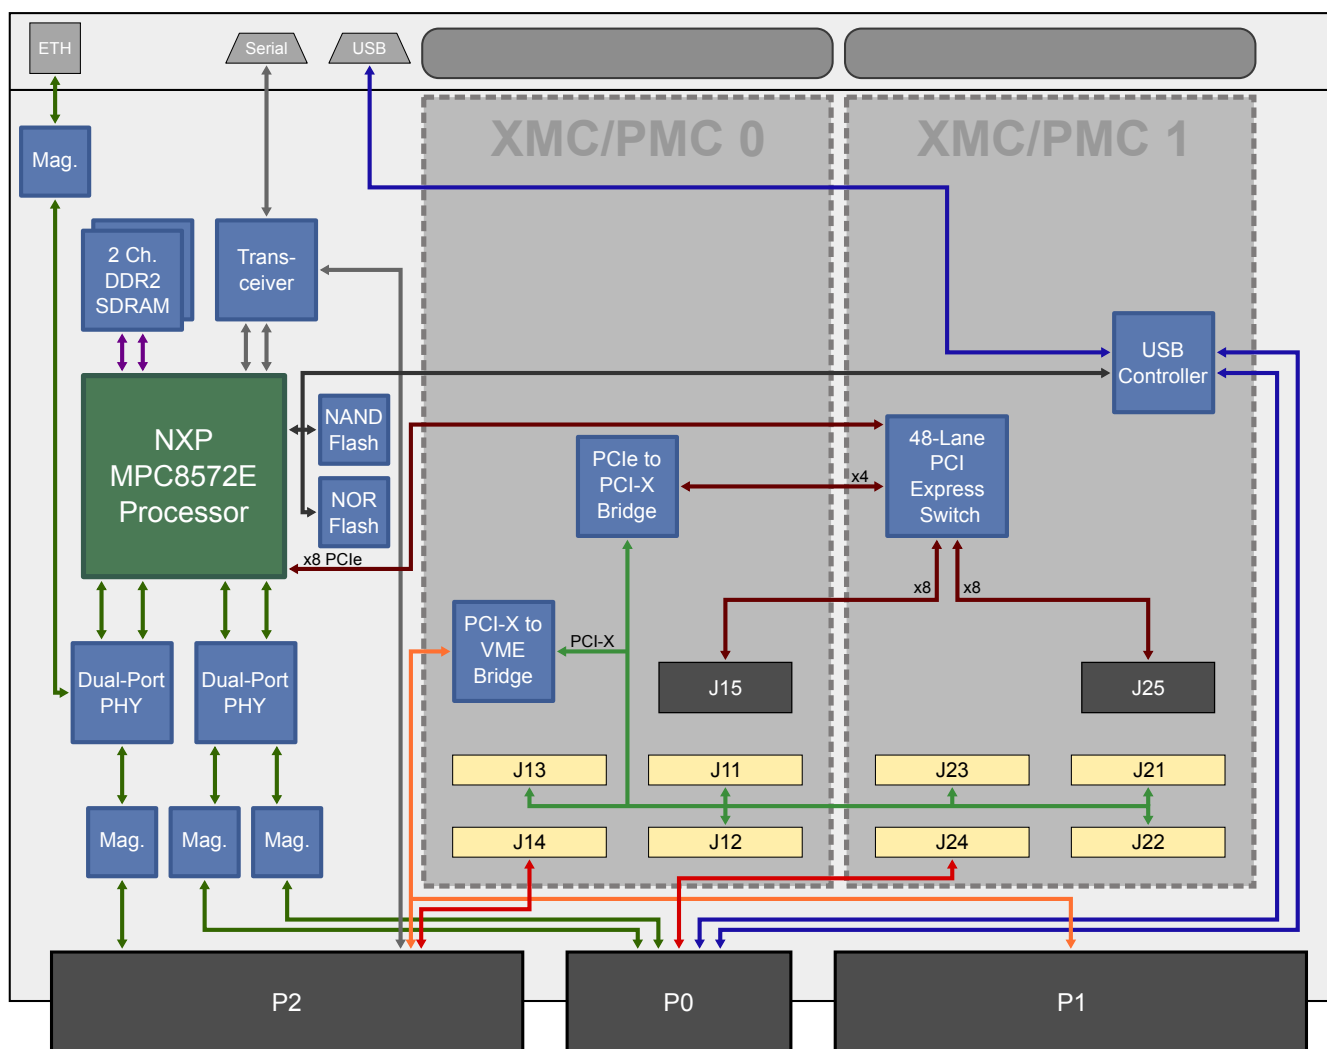 ETH
Serial
USB
XMC/PMC 0
XMC/PMC 1
Mag.
2 Ch.
DDR2
SDRAM
Trans-
ceiver
USB
Controller
NXP
MPC8572E
Processor
NAND
Flash
NOR
Flash
x8 PCIe
PCIe to
PCI-X
Bridge
x4
48-Lane
PCI
Express
Switch
x8
x8
PCI-X to
VME
Bridge
PCI-X
J15
J25
Dual-Port
PHY
Dual-Port
PHY
J13
J11
J23
J21
Mag.
Mag.
Mag.
J14
J12
J24
J22
P2
P0
P1